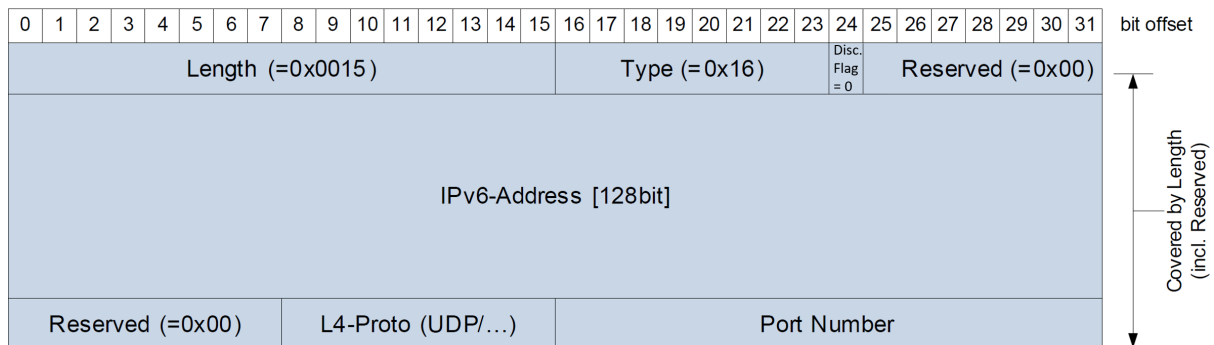 0 1 2 3 4 5 6 7 8 9 10 11 12 13 14 15 16 17 18 19 20 21 22 23 24 25 26 27 28 29 30 31 bit offset
Length (=0x0015) Type (=0x16) Disc. Flag = 0 Reserved (=0x00)
IPv6-Address [128bit]
Reserved (=0x00) L4-Proto (UDP/...) Port Number
Covered by Length
(incl. Reserved)